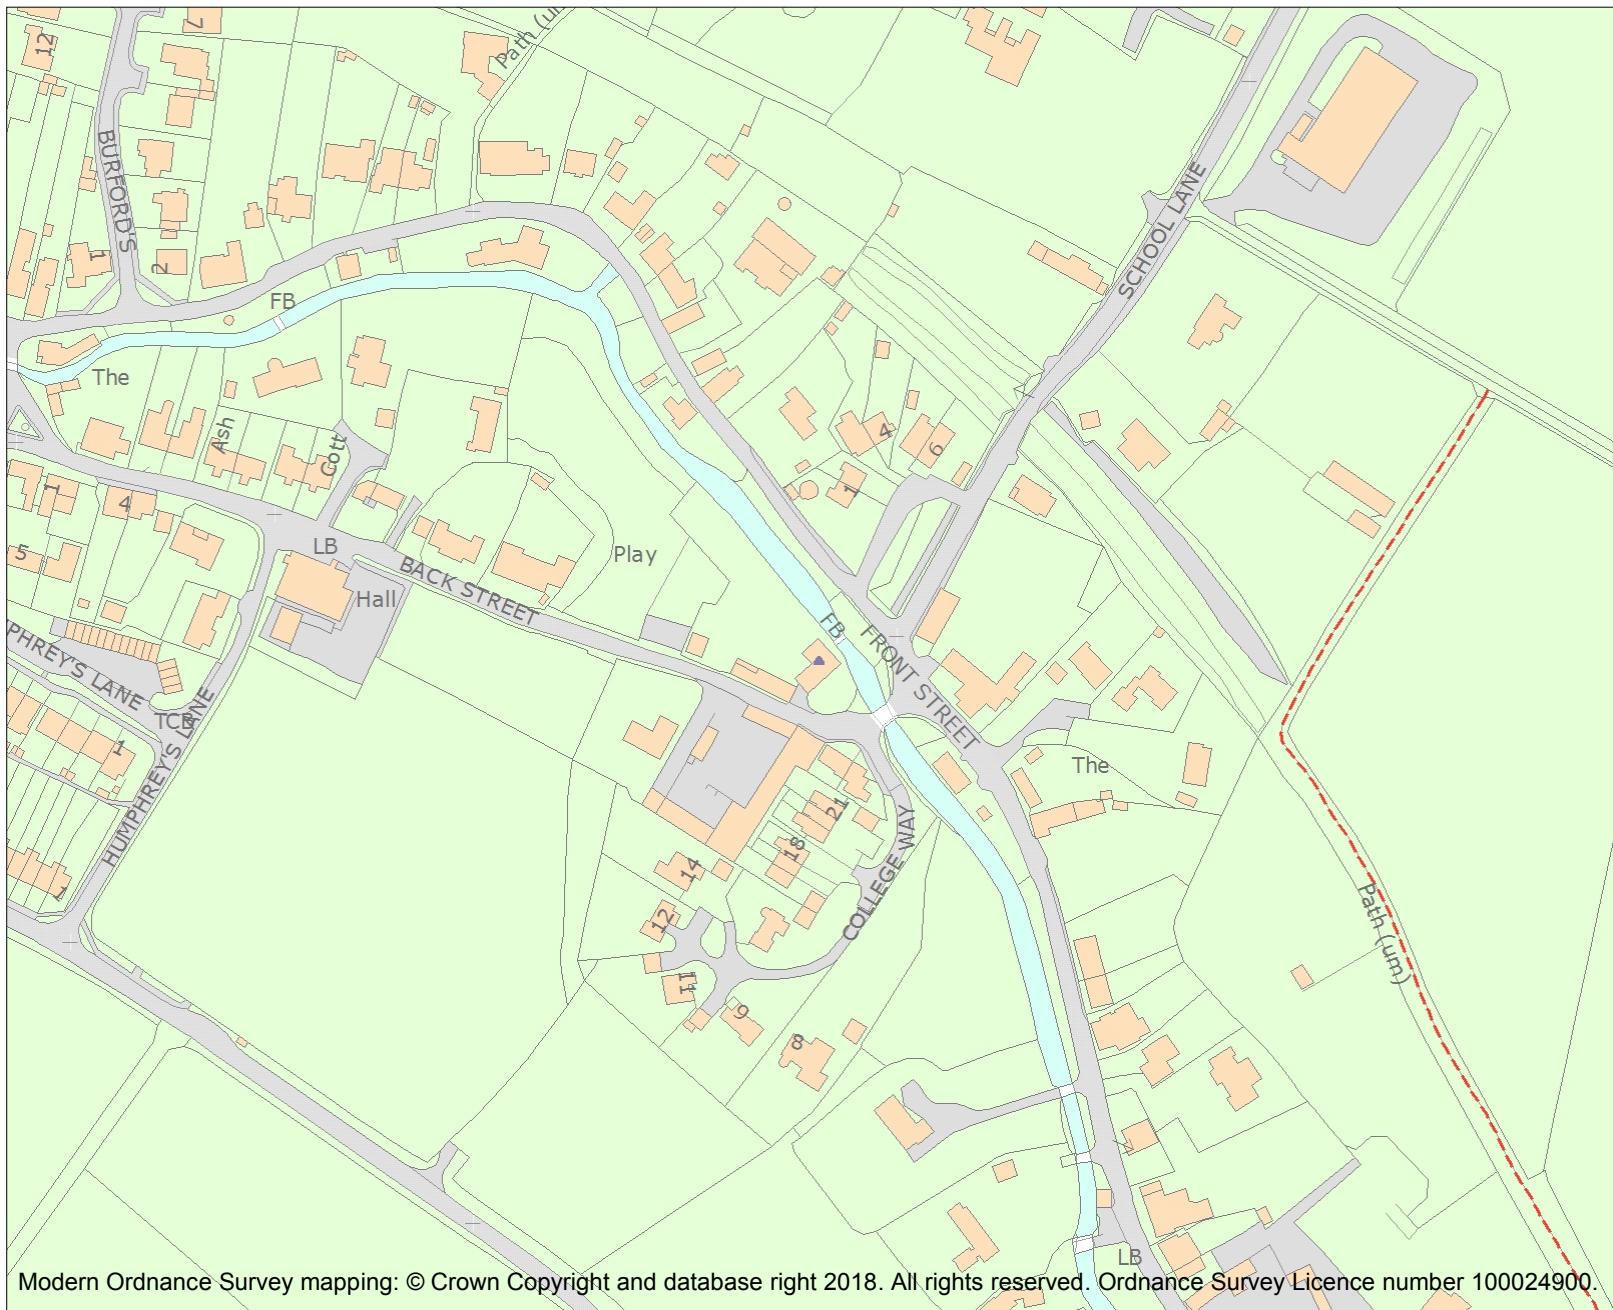 12
7
Path (un
BURFORD'S
1
2
SCHOOL LANE
FB
The
Ash
Cott
4
6
1
1
4
5
LB
Hall
BACK STREET
Play
FB
FRONT STREET
PHREY'S LANE
TCB
HUMPHREY'S LANE
1
The
21
18
14
12
COLLEGE WAY
11
9
8
Path (um)
LB
Modern Ordnance Survey mapping: © Crown Copyright and database right 2018. All rights reserved. Ordnance Survey Licence number 100024900.